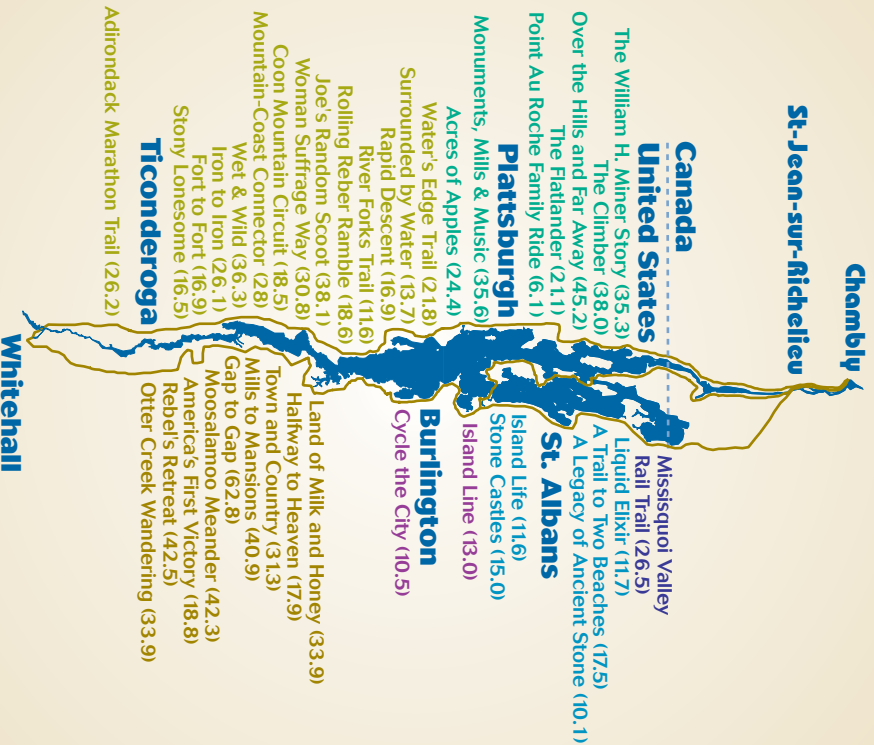 Chambly
St-Jean-sur-Richelieu
Canada
United States
The William H. Miner Story (35.3)
The Climber (38.0)
Over the Hills and Far Away (45.2)
The Flatlander (21.1)
Point Au Roche Family Ride (6.1)
Plattsburgh
Monuments, Mills & Music (35.6)
Acres of Apples (24.4)
Water's Edge Trail (21.8)
Surrounded by Water (13.7)
Rapid Descent (16.9)
River Forks Trail (11.6)
Rolling Reber Ramble (18.6)
Joe's Random Scoot (38.1)
Woman Suffrage Way (30.8)
Coon Mountain Circuit (18.5)
Mountain-Coast Connector (28)
Wet & Wild (36.3)
Iron to Iron (26.1)
Fort to Fort (16.9)
Stony Lonesome (16.5)
Ticonderoga
Adirondack Marathon Trail (26.2)
Missisquoi Valley
Rail Trail (26.5)
Liquid Elixir (11.7)
A Trail to Two Beaches (17.5)
A Legacy of Ancient Stone (10.1)
St. Albans
Island Life (11.6)
Stone Castles (15.0)
Island Line (13.0)
Burlington
Cycle the City (10.5)
Land of Milk and Honey (33.9)
Halfway to Heaven (17.9)
Town and Country (31.3)
Mills to Mansions (40.9)
Gap to Gap (62.8)
Moosalamoo Meander (42.3)
America's First Victory (18.8)
Rebel's Retreat (42.5)
Otter Creek Wandering (33.9)
Whitehall